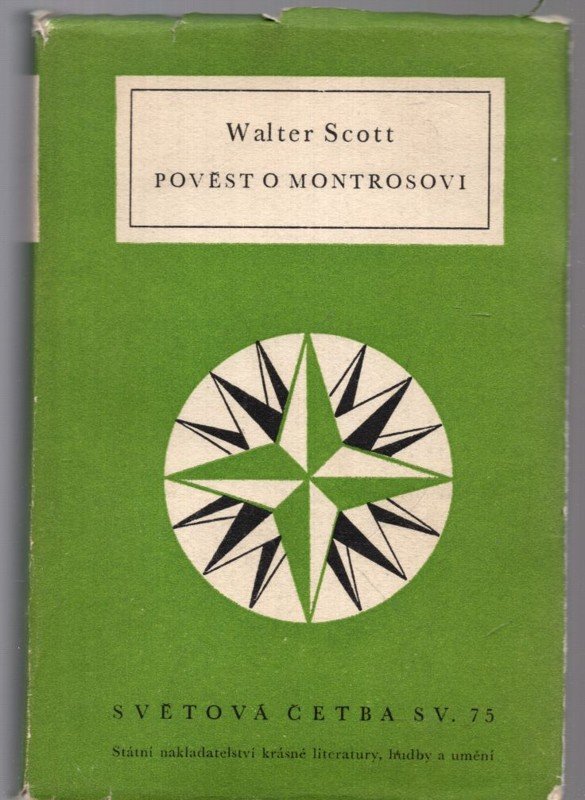 Walter Scott
POVĚST O MONTROSOVI
SVĚTOVÁ ČETBA SV. 75
Státní nakladatelství krásné literatury, hudby a umění